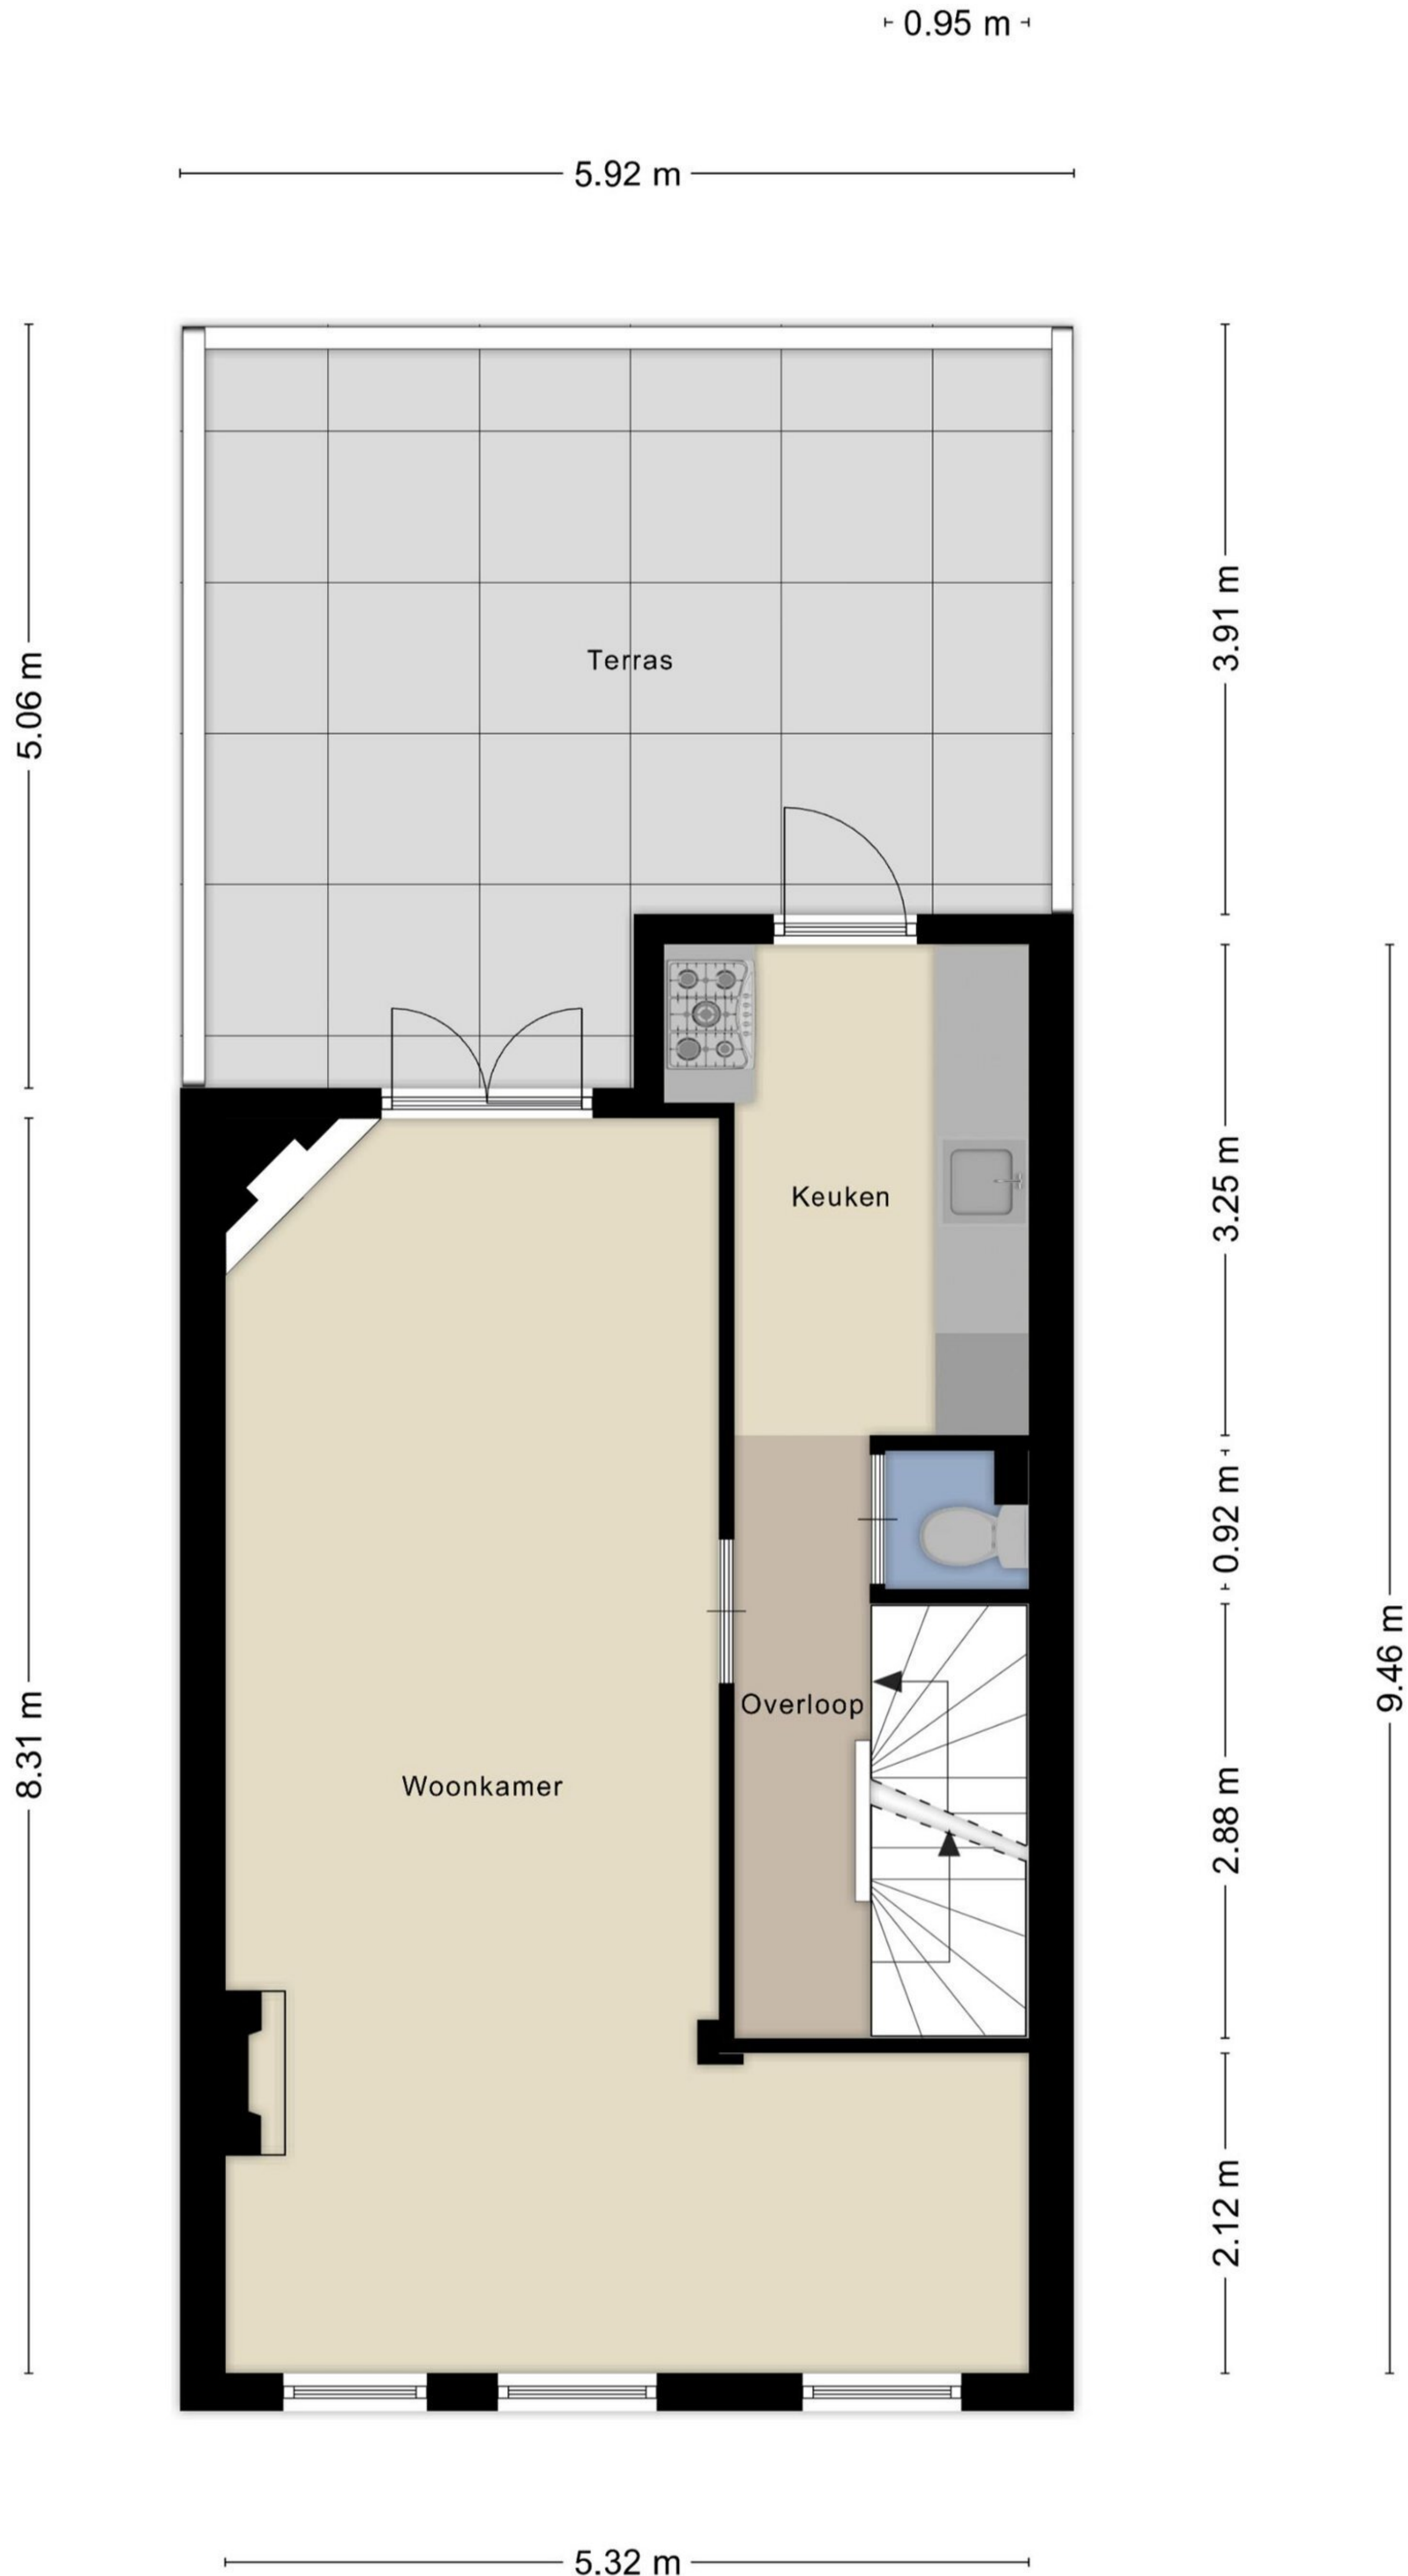 0.95 m
5.92 m
5.06 m
3.91 m
Terras
Keuken
3.25 m
0.92 m
9.46 m
Overloop
8.31 m
Woonkamer
2.88 m
2.12 m
5.32 m